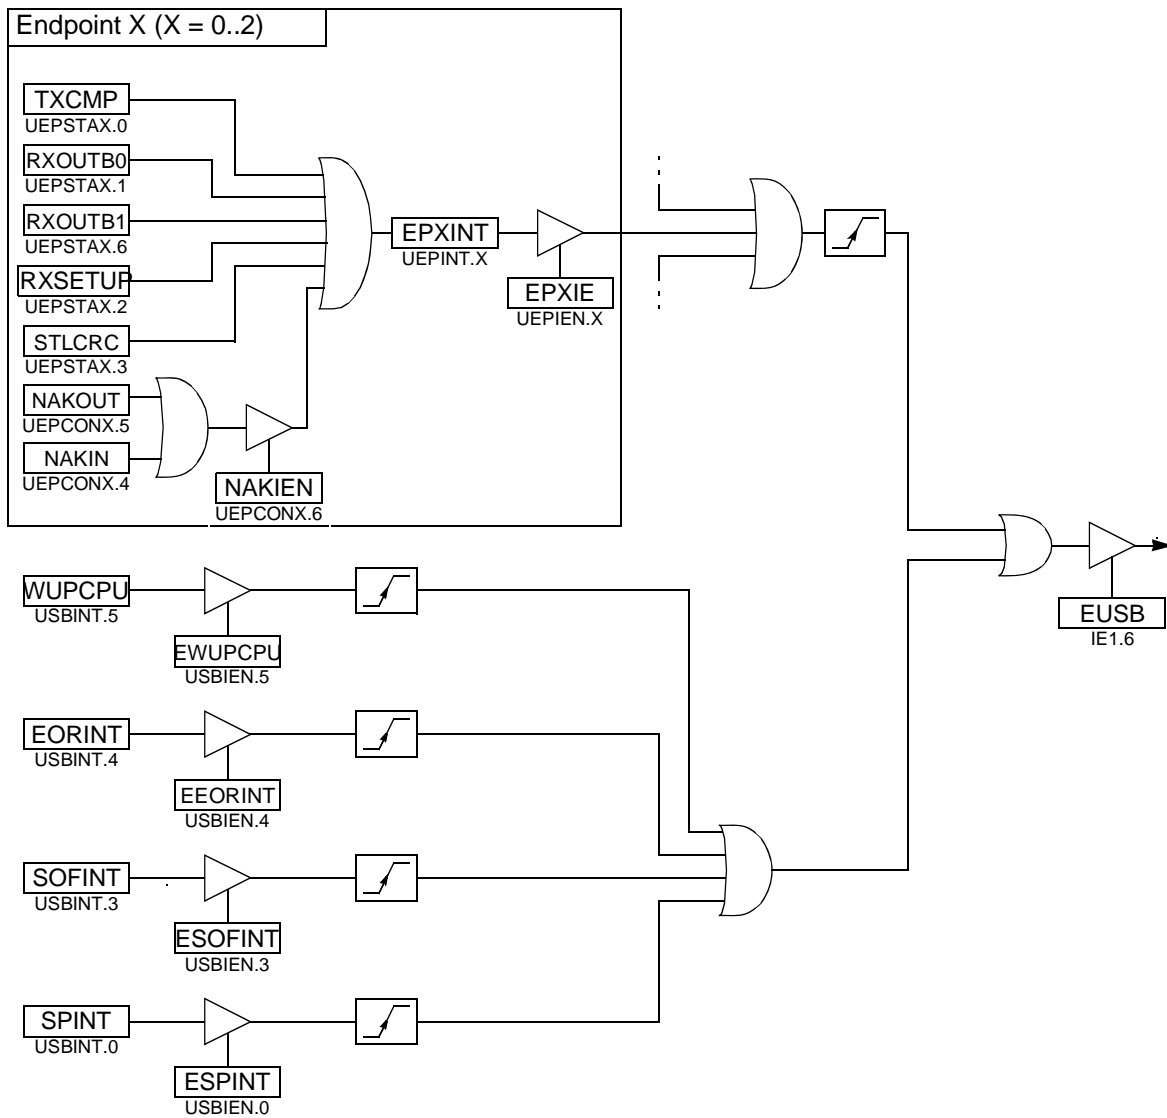 Endpoint X (X = 0..2)
TXCMP
UEPSTAX.0
RXOUTB0
UEPSTAX.1
RXOUTB1
UEPSTAX.6
RXSETUP
UEPSTAX.2
STLCRC
UEPSTAX.3
NAKOUT
UEPCONX.5
NAKIN
UEPCONX.4
NAKIEN
UEPCONX.6
EPXINT
UEPINT.X
EPXIE
UEPIEN.X
WUPCPU
USBINT.5
EWUPCPU
USBIEN.5
EORINT
USBINT.4
EEORINT
USBIEN.4
SOFINT
USBINT.3
ESOFINT
USBIEN.3
SPINT
USBINT.0
ESPINT
USBIEN.0
EUSB
IE1.6